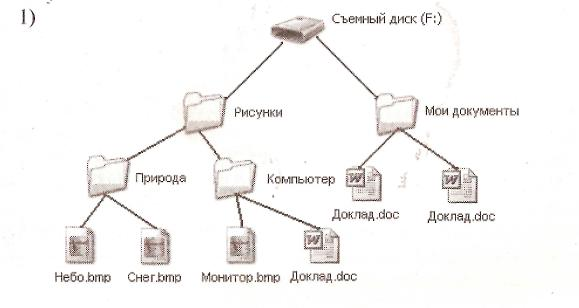 1)
Съемный диск (F:)
Рисунки
Мои документы
Природа
Компьютер
Доклад.doc
Доклад.doc
Небо.bmp
Снег.bmp
Монитор.bmp
Доклад.doc